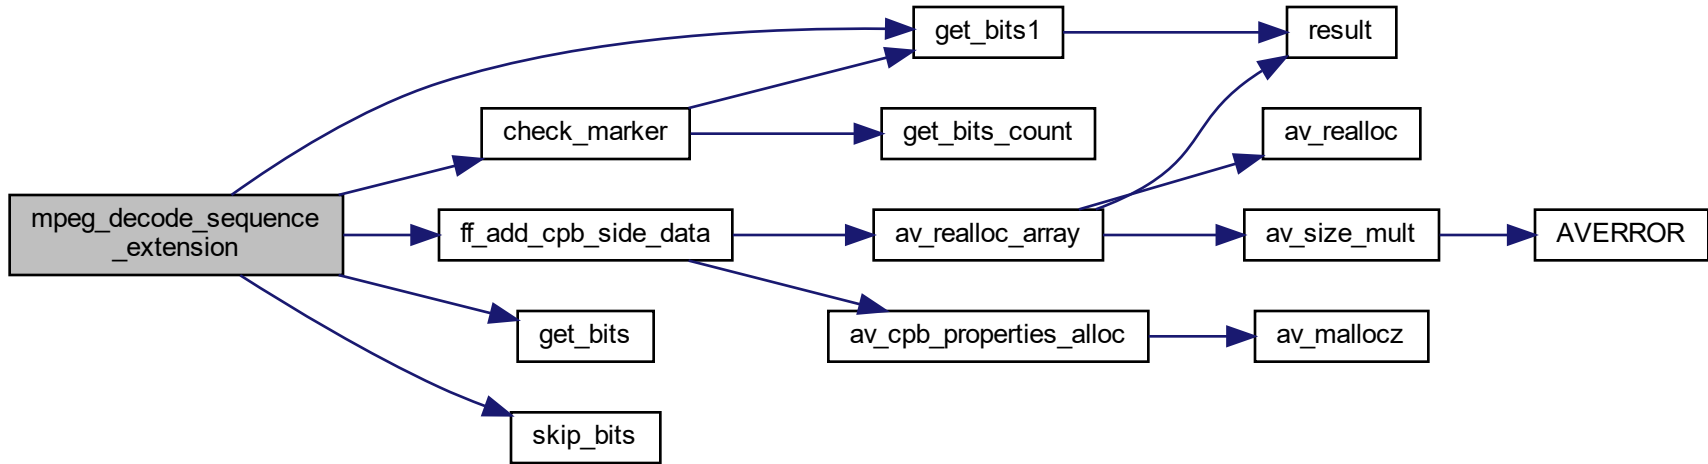 mpeg_decode_sequence
_extension
get_bits1
result
check_marker
get_bits_count
av_realloc
ff_add_cpb_side_data
av_realloc_array
av_size_mult
AVERROR
get_bits
av_cpb_properties_alloc
av_mallocz
skip_bits